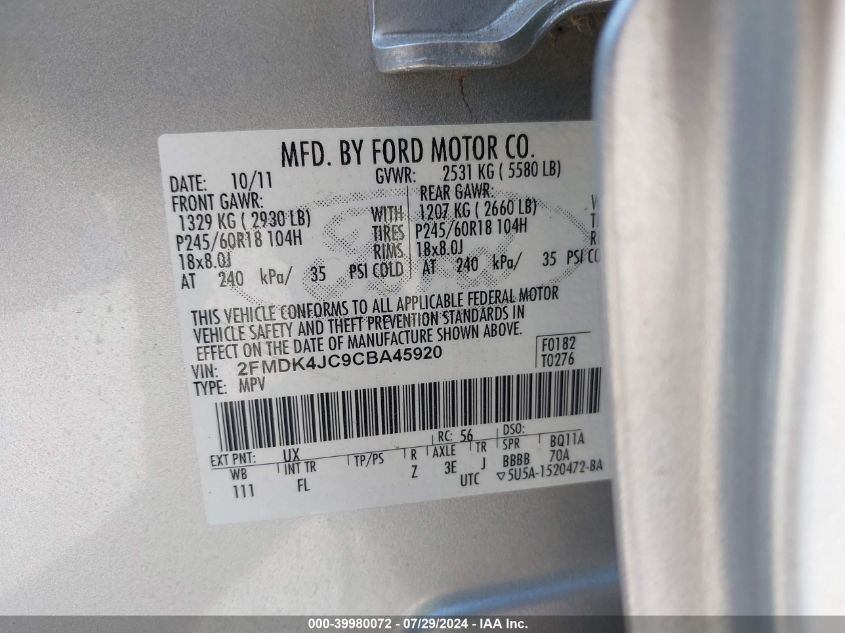 MFD. BY FORD MOTOR CO.
DATE: 10/11 GVWR: 2531 KG ( 5580 LB)
FRONT GAWR: REAR GAWR:
1329 KG ( 2930 LB) WITH 1207 KG ( 2660 LB)
P245/60R18 104H TIRES P245/60R18 104H
18x8.0J RIMS 18x8.0J
AT 240 kPa/ 35 PSI COLD AT 240 kPa/ 35 PSI CO
THIS VEHICLE CONFORMS TO ALL APPLICABLE FEDERAL MOTOR
VEHICLE SAFETY AND THEFT PREVENTION STANDARDS IN
EFFECT ON THE DATE OF MANUFACTURE SHOWN ABOVE.
VIN: 2FMDK4JC9CBA45920 F0182
TYPE: MPV T0276
EXT PNT: UX RC: 56 DSO:
WB INT TR TP/PS R AXLE TR SPR BQ11A
111 FL Z 3E J BBBB 70A
UTC ▽5U5A-1520472-BA
000-39980072 / 07/29/2024 - IAA Inc.